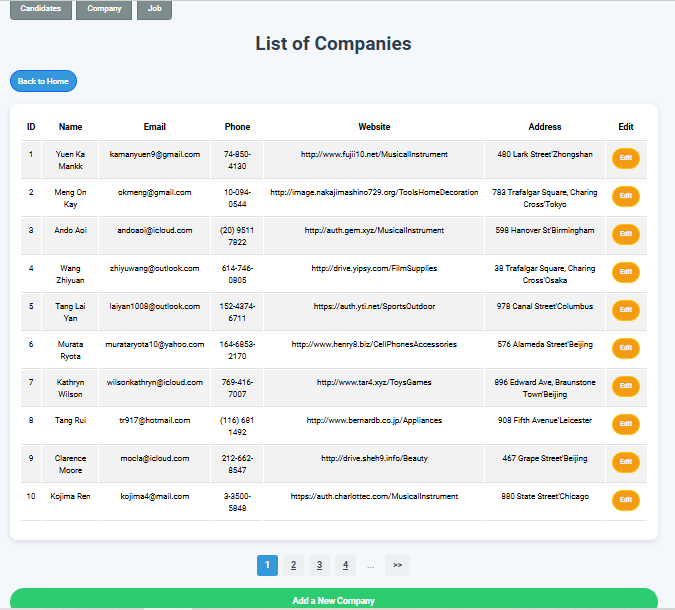 Candidates Company Job
List of Companies
Back to Home
ID Name Email Phone Website Address Edit
1 Yuen Ka Mankk kamanyuen9@gmail.com 74-850-4130 http://www.fujii10.net/MusicalInstrument 480 Lark Street'Zhongshan Edit
2 Meng On Kay okmeng@gmail.com 10-094-0544 http://image.nakajimashino729.org/ToolsHomeDecoration 783 Trafalgar Square, Charing Cross'Tokyo Edit
3 Ando Aoi andoaoi@icloud.com (20) 9511 7822 http://auth.gem.xyz/MusicalInstrument 598 Hanover St'Birmingham Edit
4 Wang Zhiyuan zhiyuwang@outlook.com 614-746-0805 http://drive.yipsy.com/FilmSupplies 38 Trafalgar Square, Charing Cross'Osaka Edit
5 Tang Lai Yan laiyan1008@outlook.com 152-4374-6711 https://auth.yti.net/SportsOutdoor 978 Canal Street'Columbus Edit
6 Murata Ryota murataryota10@yahoo.com 164-6853-2170 http://www.henry8.biz/CellPhonesAccessories 576 Alameda Street'Beijing Edit
7 Kathryn Wilson wilsonkathryn@icloud.com 769-416-7007 http://www.tar4.xyz/ToysGames 896 Edward Ave, Braunstone Town'Beijing Edit
8 Tang Rui tr917@hotmail.com (116) 681 1492 http://www.bernardb.co.jp/Appliances 908 Fifth Avenue'Leicester Edit
9 Clarence Moore mocla@icloud.com 212-662-8547 http://drive.sheh9.info/Beauty 467 Grape Street'Beijing Edit
10 Kojima Ren kojima4@mail.com 3-3500-5848 https://auth.charlottec.com/MusicalInstrument 880 State Street'Chicago Edit
1 2 3 4 ... >>
Add a New Company